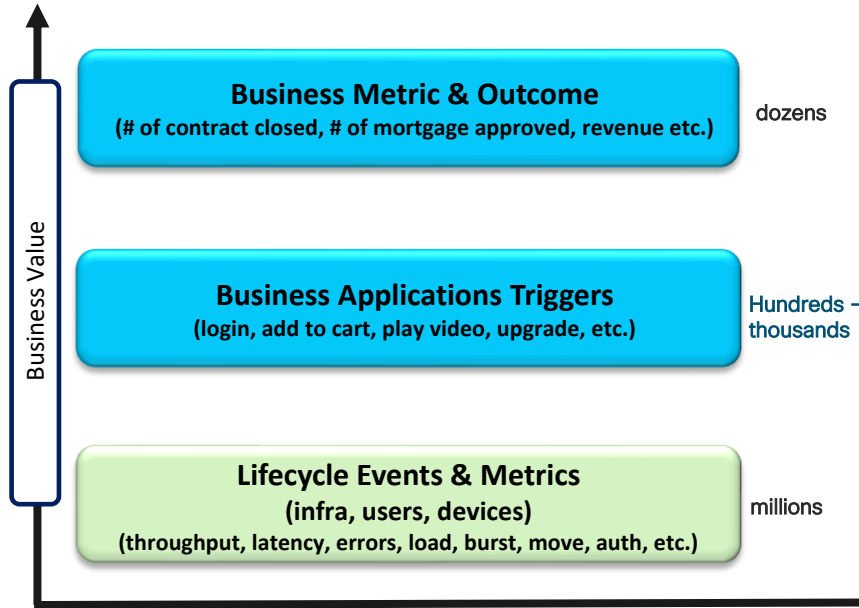 Business Value
Business Metric & Outcome
(# of contract closed, # of mortgage approved, revenue etc.)
dozens
Business Applications Triggers
(login, add to cart, play video, upgrade, etc.)
Hundreds –
thousands
Lifecycle Events & Metrics
(infra, users, devices)
(throughput, latency, errors, load, burst, move, auth, etc.)
millions